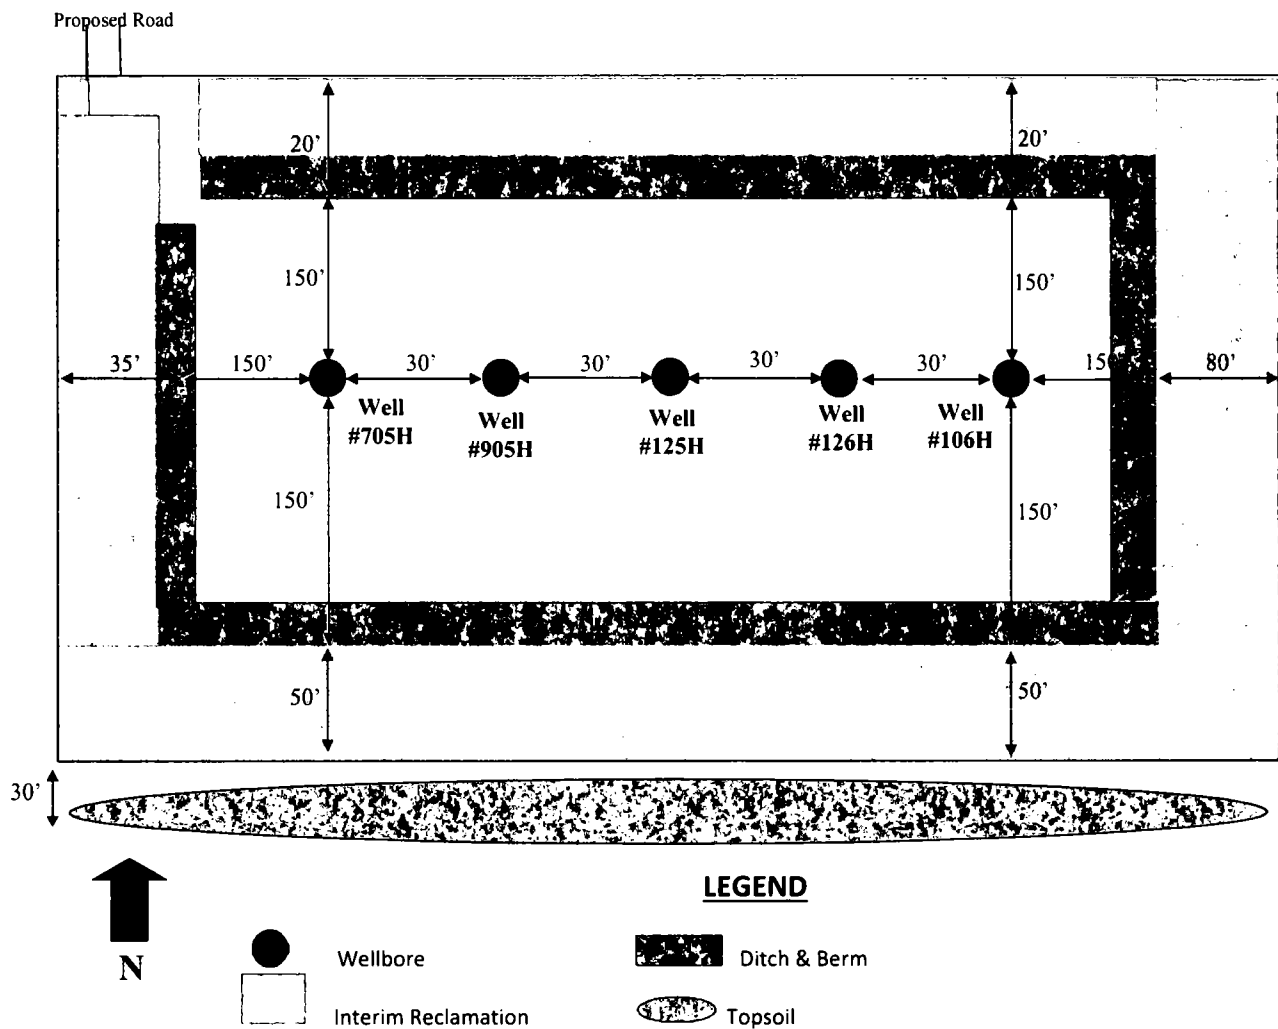 Proposed Road
20’
20’
150’
150’
35’
150’
30’
30’
30’
30’
150’
80’
Well
#705H
Well
#905H
Well
#125H
Well
#126H
Well
#106H
150’
150’
50’
50’
30’
LEGEND
N
Wellbore
Ditch & Berm
Interim Reclamation
Topsoil